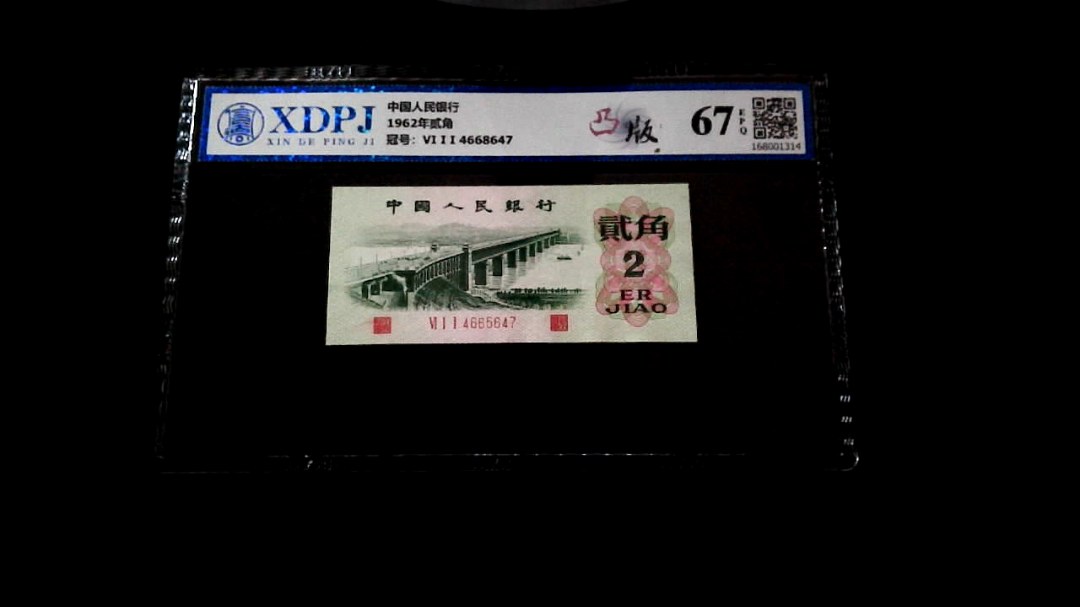 XDPJ
XIN DE PING JI
中国人民银行
1962年贰角
冠号：VI I I 4668647
凸版
67
EPQ
168001314
中國人民銀行
貳角
2
ER
JIAO
VI I I 4665647